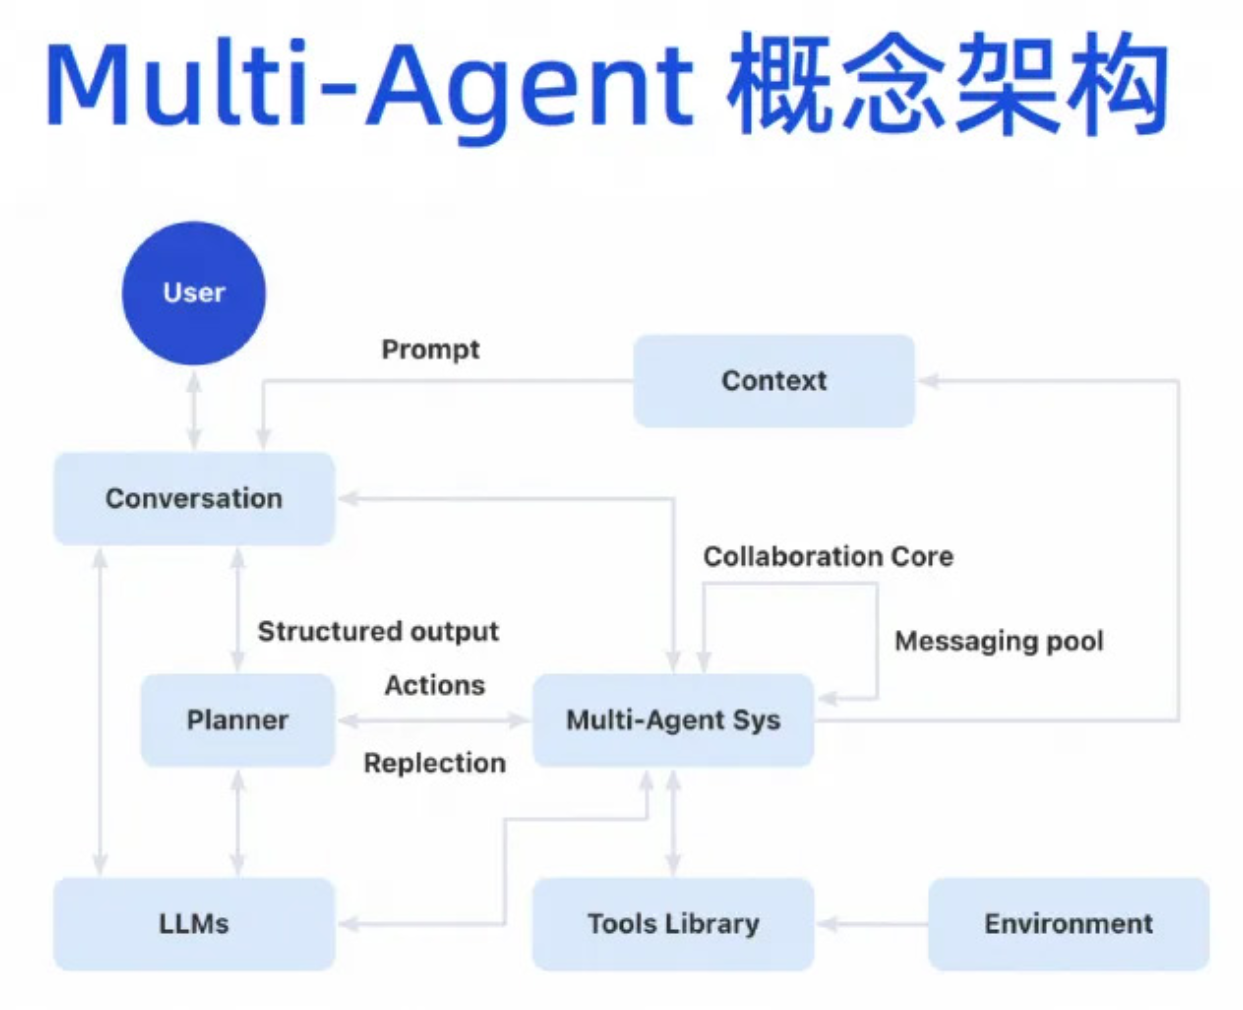 Multi-Agent 概念架构
User
Prompt
Context
Conversation
Collaboration Core
Structured output
Messaging pool
Actions
Planner
Multi-Agent Sys
Replection
LLMs
Tools Library
Environment